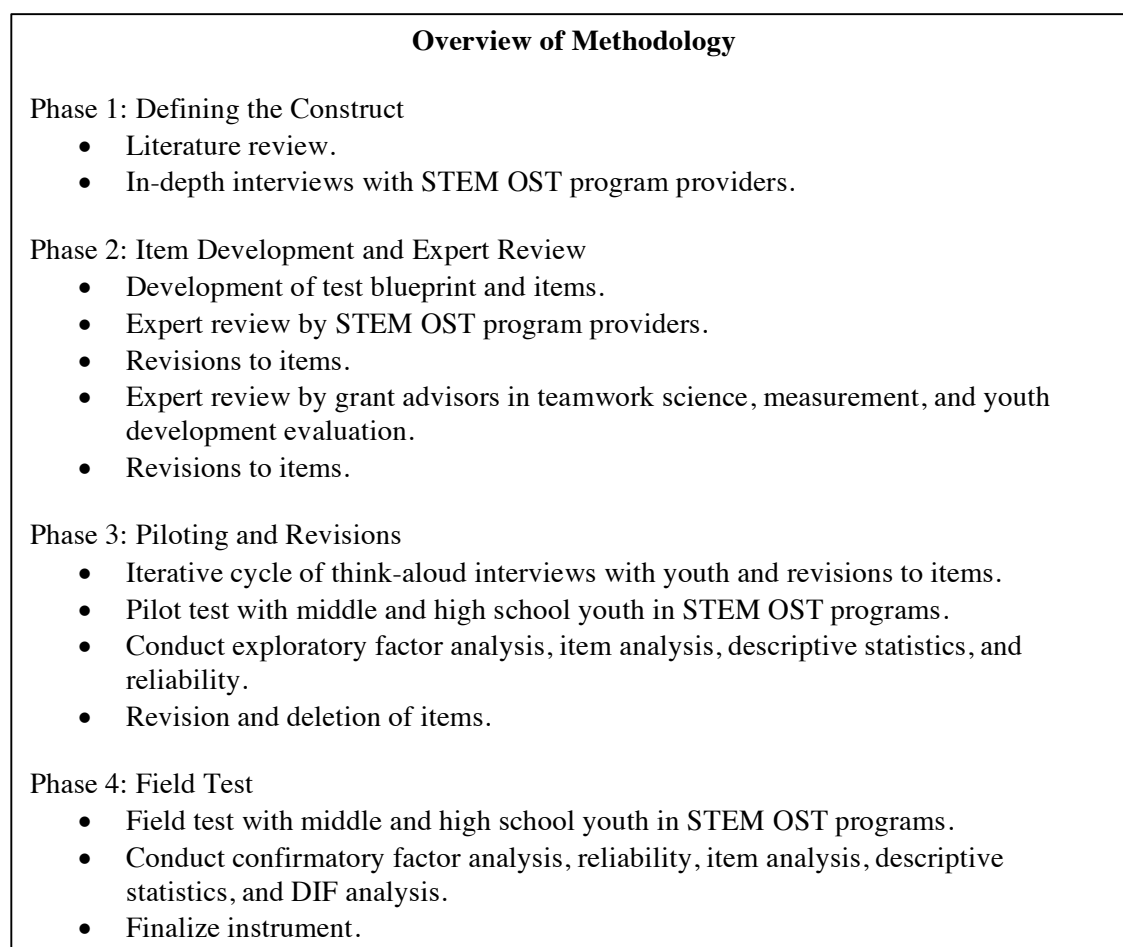 Overview of Methodology
Phase 1: Defining the Construct
• Literature review.
• In-depth interviews with STEM OST program providers.
Phase 2: Item Development and Expert Review
• Development of test blueprint and items.
• Expert review by STEM OST program providers.
• Revisions to items.
• Expert review by grant advisors in teamwork science, measurement, and youth
development evaluation.
• Revisions to items.
Phase 3: Piloting and Revisions
• Iterative cycle of think-aloud interviews with youth and revisions to items.
• Pilot test with middle and high school youth in STEM OST programs.
• Conduct exploratory factor analysis, item analysis, descriptive statistics, and
reliability.
• Revision and deletion of items.
Phase 4: Field Test
• Field test with middle and high school youth in STEM OST programs.
• Conduct confirmatory factor analysis, reliability, item analysis, descriptive
statistics, and DIF analysis.
• Finalize instrument.